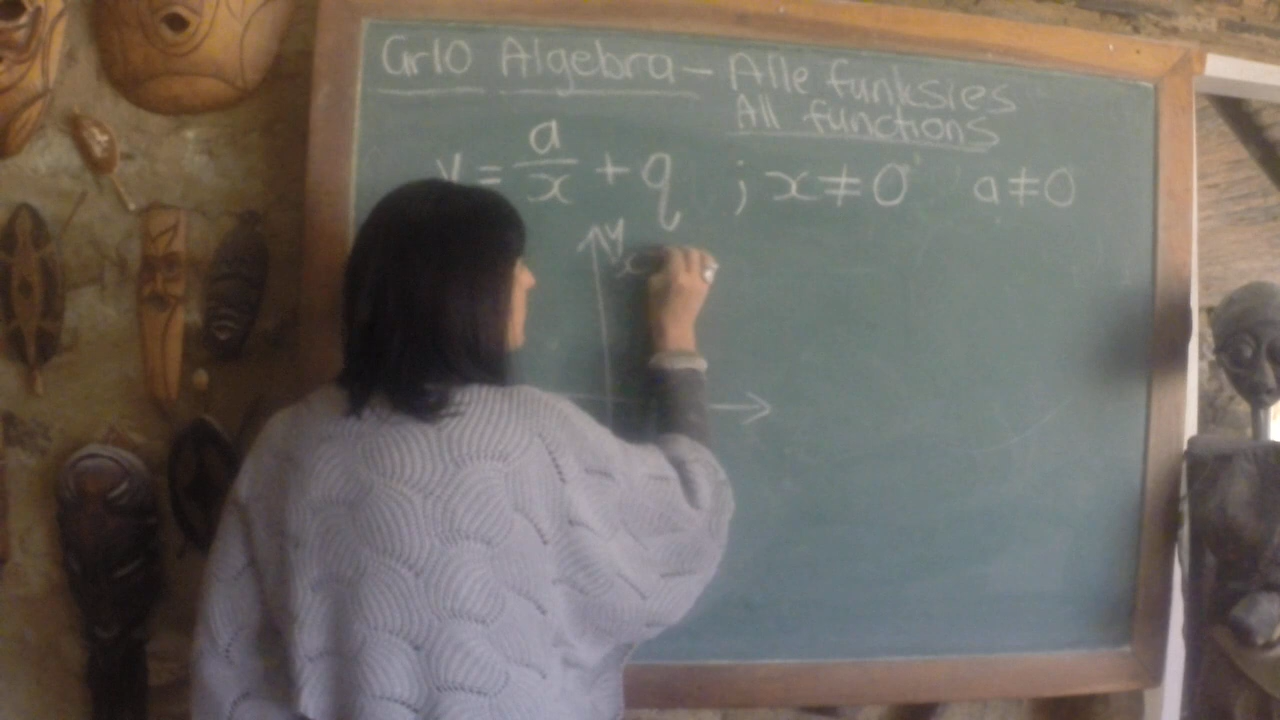 Gr10 Algebra – Alle funksies
All functions
y = a/x + q ; x ≠ 0 a ≠ 0
y
x